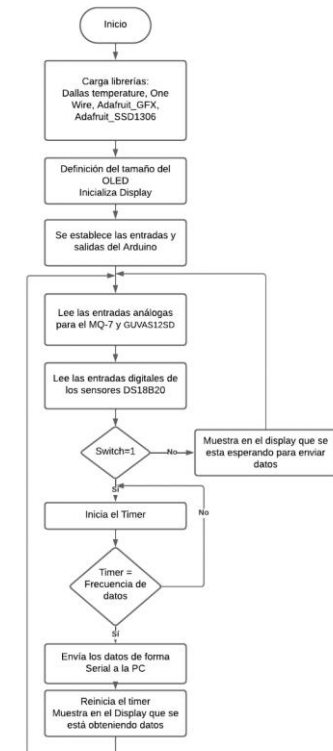 Inicio
Carga librerías:
Dallas temperature, One
Wire, Adafruit_GFX,
Adafruit_SSD1306
Definición del tamaño del
OLED
Inicializa Display
Se establece las entradas y
salidas del Arduino
Lee las entradas análogas
para el MQ-7 y GUVAS12SD
Lee las entradas digitales de
los sensores DS18B20
Switch=1
No
Muestra en el display que se
esta esperando para enviar
datos
Sí
Inicia el Timer
No
Timer =
Frecuencia de
datos
Sí
Envía los datos de forma
Serial a la PC
Reinicia el timer
Muestra en el Display que se
está obteniendo datos